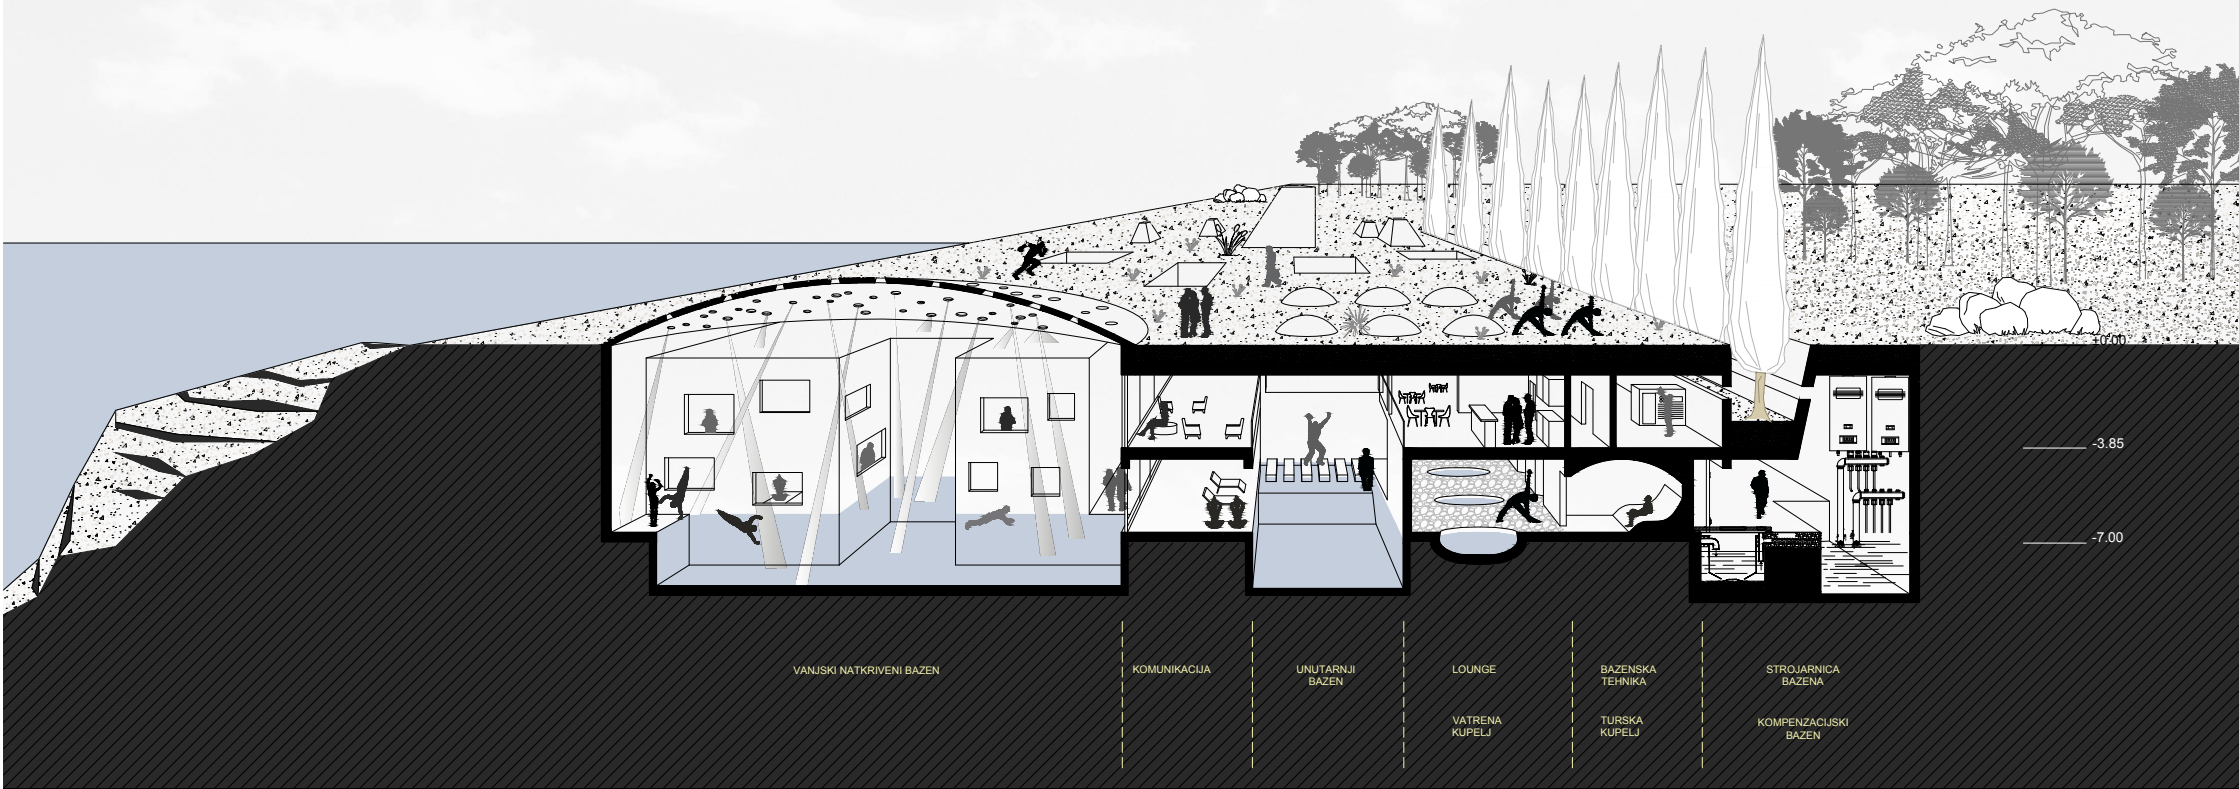 +0.00
-3.85
-7.00
VANJSKI NATKRIVENI BAZEN
KOMUNIKACIJA
UNUTARNJI
BAZEN
LOUNGE
VATRENA
KUPELJ
BAZENSKA
TEHNIKA
TURSKA
KUPELJ
STROJARNICA
BAZENA
KOMPENZACIJSKI
BAZEN